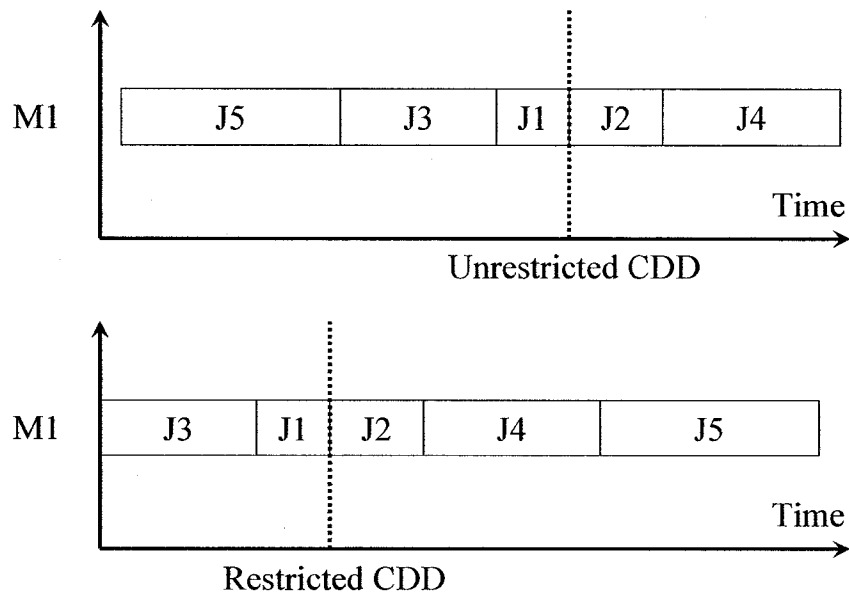 M1 J5 J3 J1 J2 J4
Time
Unrestricted CDD
M1 J3 J1 J2 J4 J5
Time
Restricted CDD